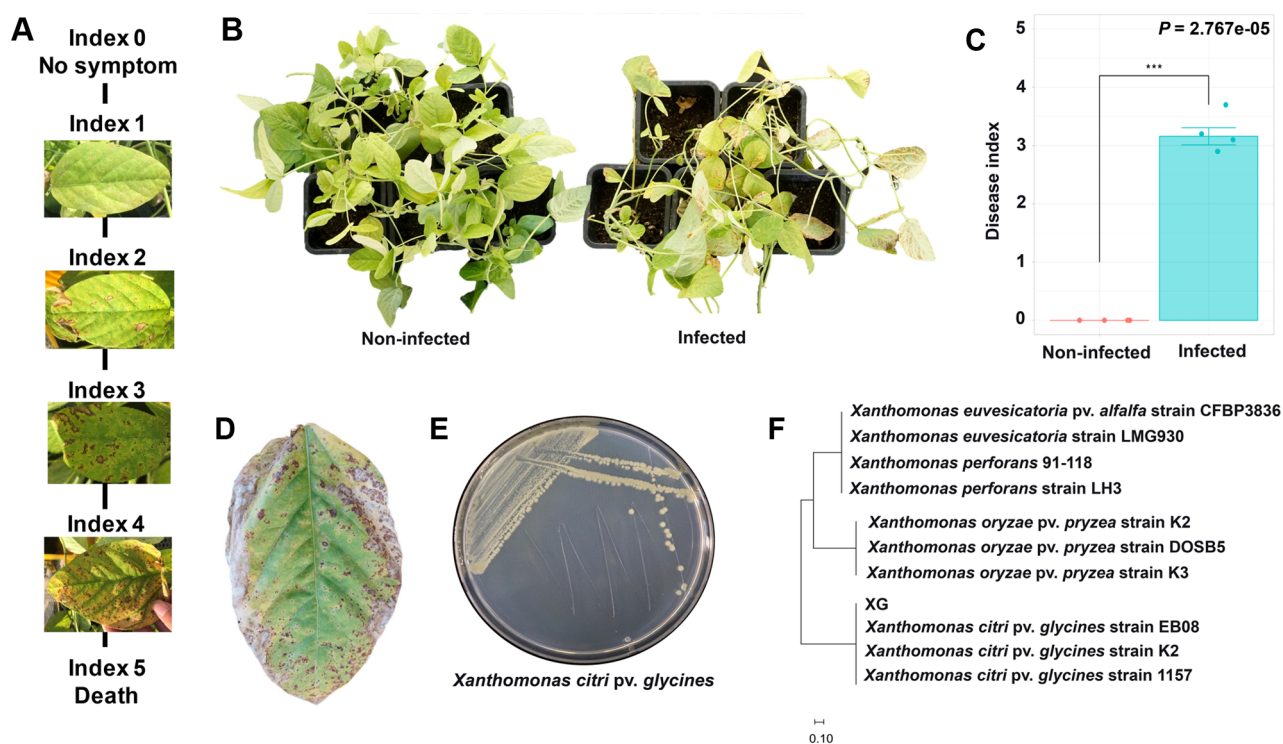 A
Index 0
No symptom
Index 1
Index 2
Index 3
Index 4
Index 5
Death
B
Non-infected
Infected
C
P = 2.767e-05
***
Disease index
5
4
3
2
1
0
Non-infected
Infected
D
E
Xanthomonas citri pv. glycines
F
Xanthomonas euvesicatoria pv. alfalfa strain CFBP3836
Xanthomonas euvesicatoria strain LMG930
Xanthomonas perforans 91-118
Xanthomonas perforans strain LH3
Xanthomonas oryzae pv. pryzea strain K2
Xanthomonas oryzae pv. pryzea strain DOSB5
Xanthomonas oryzae pv. pryzea strain K3
XG
Xanthomonas citri pv. glycines strain EB08
Xanthomonas citri pv. glycines strain K2
Xanthomonas citri pv. glycines strain 1157
0.10